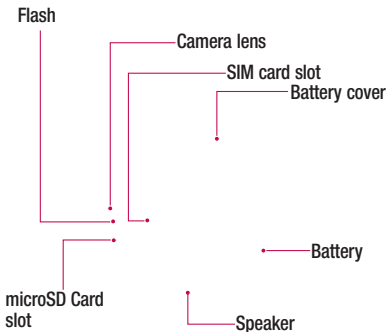 Flash
Camera lens
SIM card slot
Battery cover
Battery
microSD Card
slot
Speaker